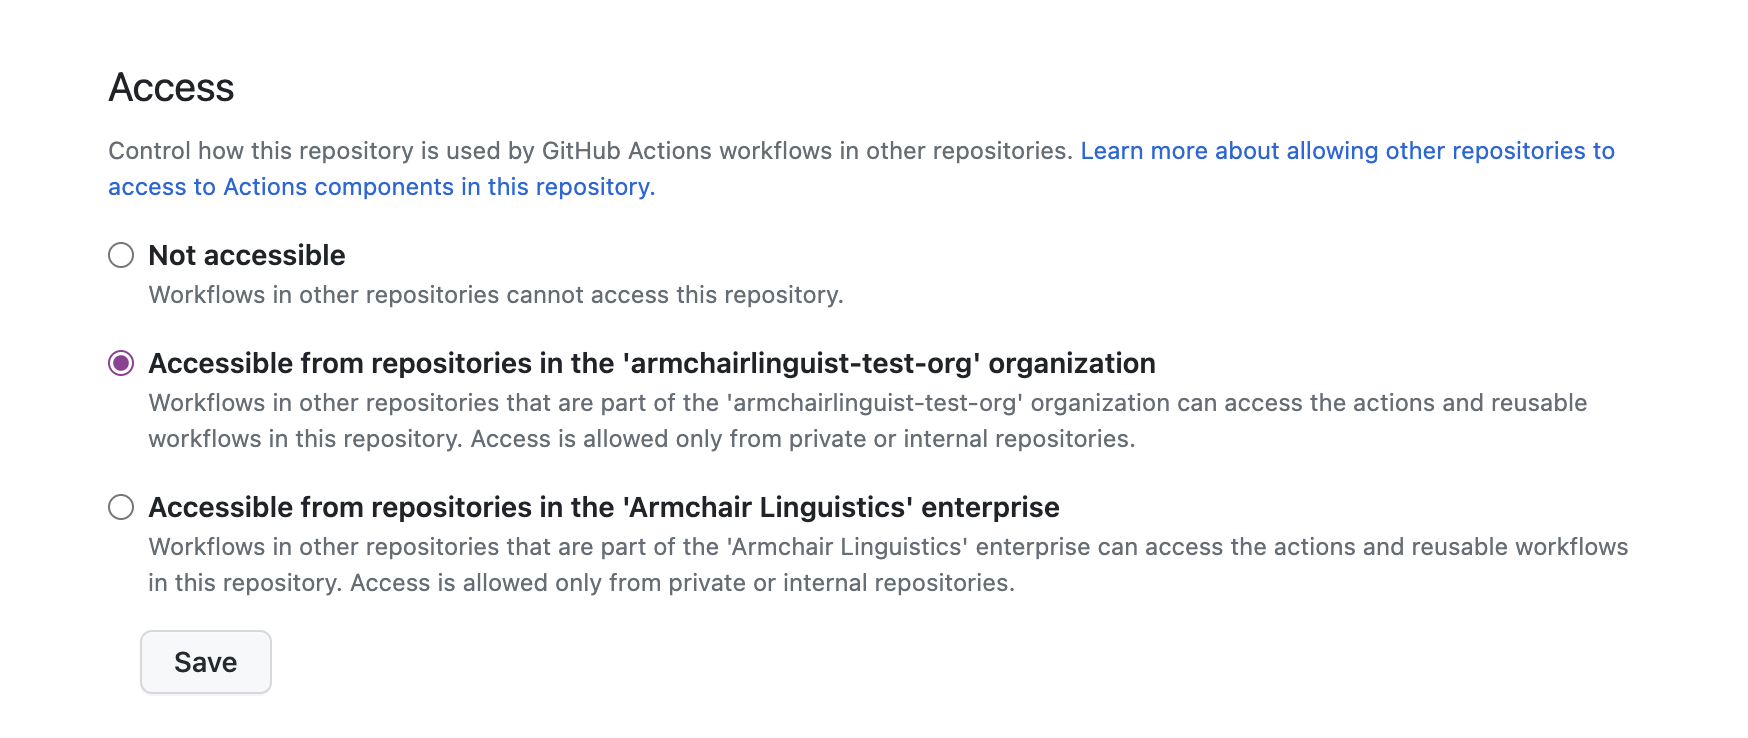 Access
Control how this repository is used by GitHub Actions workflows in other repositories. Learn more about allowing other repositories to
access to Actions components in this repository.
Not accessible
Workflows in other repositories cannot access this repository.
Accessible from repositories in the 'armchairlinguist-test-org' organization
Workflows in other repositories that are part of the 'armchairlinguist-test-org' organization can access the actions and reusable
workflows in this repository. Access is allowed only from private or internal repositories.
Accessible from repositories in the 'Armchair Linguistics' enterprise
Workflows in other repositories that are part of the 'Armchair Linguistics' enterprise can access the actions and reusable workflows
in this repository. Access is allowed only from private or internal repositories.
Save